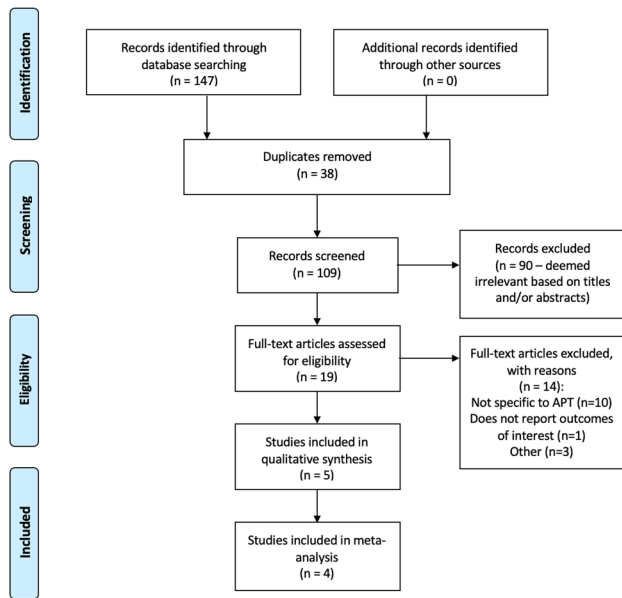 Identification
Records identified through
database searching
(n = 147)
Additional records identified
through other sources
(n = 0)
Duplicates removed
(n = 38)
Screening
Records screened
(n = 109)
Records excluded
(n = 90 – deemed
irrelevant based on titles
and/or abstracts)
Eligibility
Full-text articles assessed
for eligibility
(n = 19)
Full-text articles excluded,
with reasons
(n = 14):
Not specific to APT (n=10)
Does not report outcomes
of interest (n=1)
Other (n=3)
Studies included in
qualitative synthesis
(n = 5)
Included
Studies included in meta-
analysis
(n = 4)